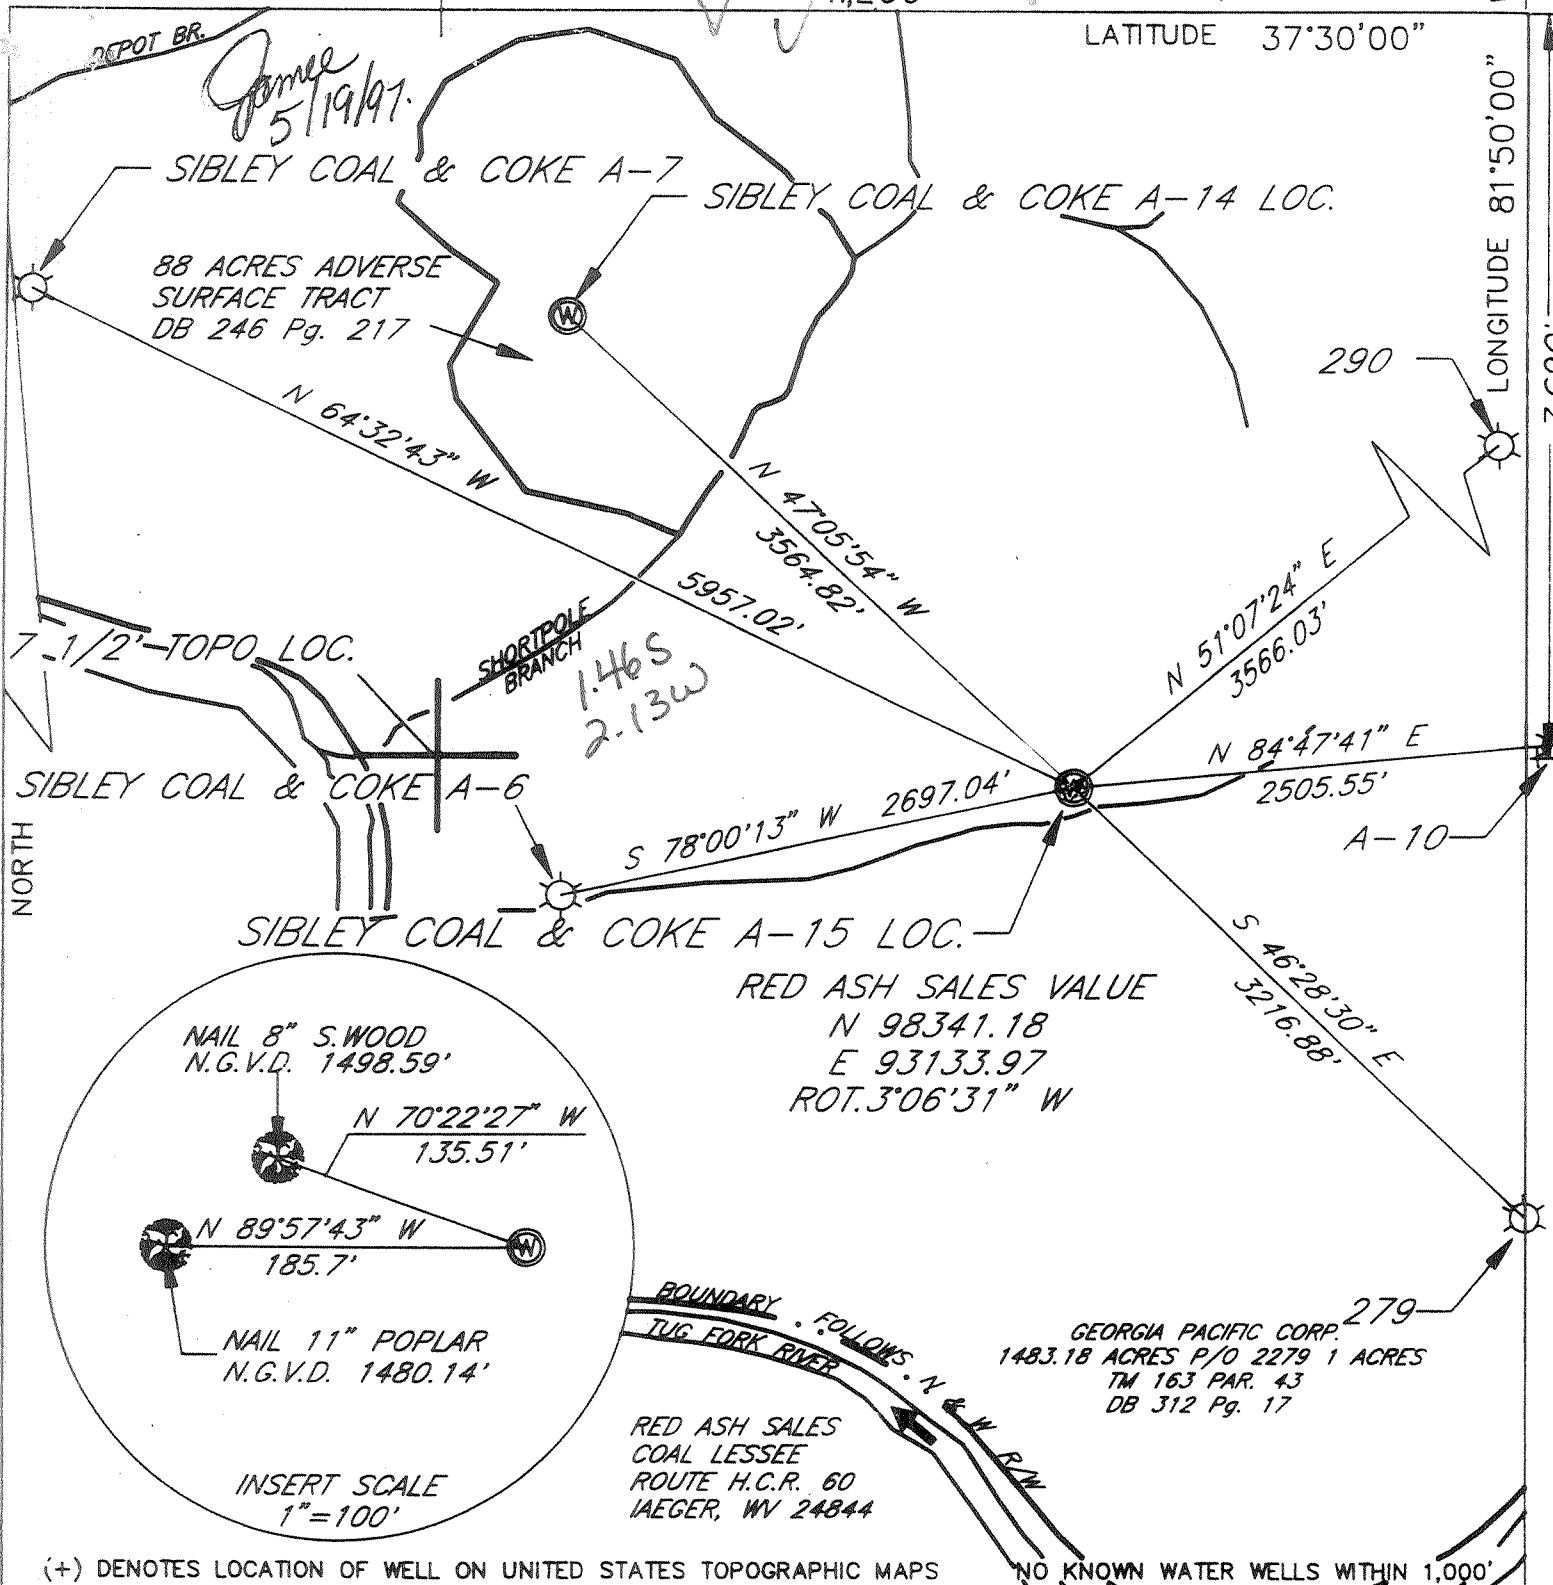 LATITUDE 37°30'00"
DEPOT BR.
5/19/97.
LONGITUDE 81°50'00"
SIBLEY COAL & COKE A-7
SIBLEY COAL & COKE A-14 LOC.
88 ACRES ADVERSE
SURFACE TRACT
DB 246 Pg. 217
290
N 64°32'43" W
5957.02'
N 47°05'54" W
3564.82'
N 51°07'24" E
3566.03'
SHORTPOLE
BRANCH
1.46S
2.13W
7 1/2' TOPO LOC.
N 84°47'41" E
2505.55'
SIBLEY COAL & COKE A-6
S 78°00'13" W 2697.04'
A-10
NORTH
SIBLEY COAL & COKE A-15 LOC.
S 46°28'30" E
3216.88'
RED ASH SALES VALUE
N 98341.18
E 93133.97
ROT.3°06'31" W
NAIL 8" S.WOOD
N.G.V.D. 1498.59'
N 70°22'27" W
135.51'
N 89°57'43" W
185.7'
W
W
NAIL 11" POPLAR
N.G.V.D. 1480.14'
INSERT SCALE
1"=100'
BOUNDARY FOLLOWS N & W R/W
TUG FORK RIVER
279
GEORGIA PACIFIC CORP.
1483.18 ACRES P/O 2279 1 ACRES
TM 163 PAR. 43
DB 312 Pg. 17
RED ASH SALES
COAL LESSEE
ROUTE H.C.R. 60
IAEGER, WV 24844
(+) DENOTES LOCATION OF WELL ON UNITED STATES TOPOGRAPHIC MAPS
NO KNOWN WATER WELLS WITHIN 1,000'